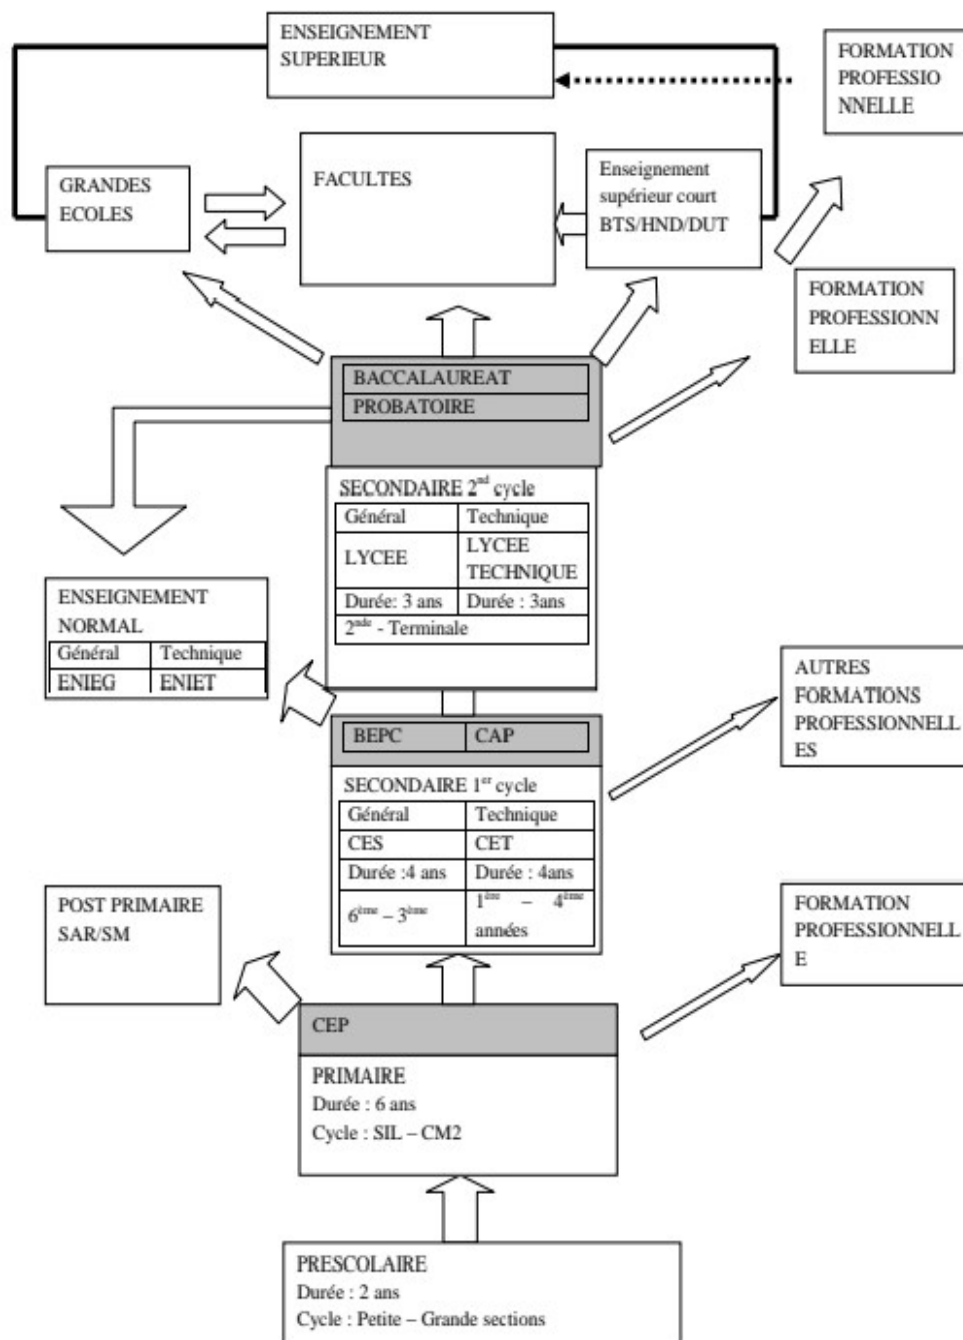 ENSEIGNEMENT
SUPERIEUR
FORMATION
PROFESSIO
NNELLE
GRANDES
ECOLES
FACULTES
Enseignement
supérieur court
BTS/HND/DUT
FORMATION
PROFESSIONN
ELLE
BACCALAUREAT
PROBATOIRE
SECONDAIRE 2nd cycle
Général Technique
LYCEE LYCEE
TECHNIQUE
Durée: 3 ans Durée : 3ans
2nde - Terminale
ENSEIGNEMENT
NORMAL
Général Technique
ENIEG ENIET
AUTRES
FORMATIONS
PROFESSIONNELL
ES
BEPC CAP
SECONDAIRE 1er cycle
Général Technique
CES CET
Durée :4 ans Durée : 4ans
6ème – 3ème 1ère – 4ème
années
POST PRIMAIRE
SAR/SM
FORMATION
PROFESSIONNELL
E
CEP
PRIMAIRE
Durée : 6 ans
Cycle : SIL – CM2
PRESCOLAIRE
Durée : 2 ans
Cycle : Petite – Grande sections